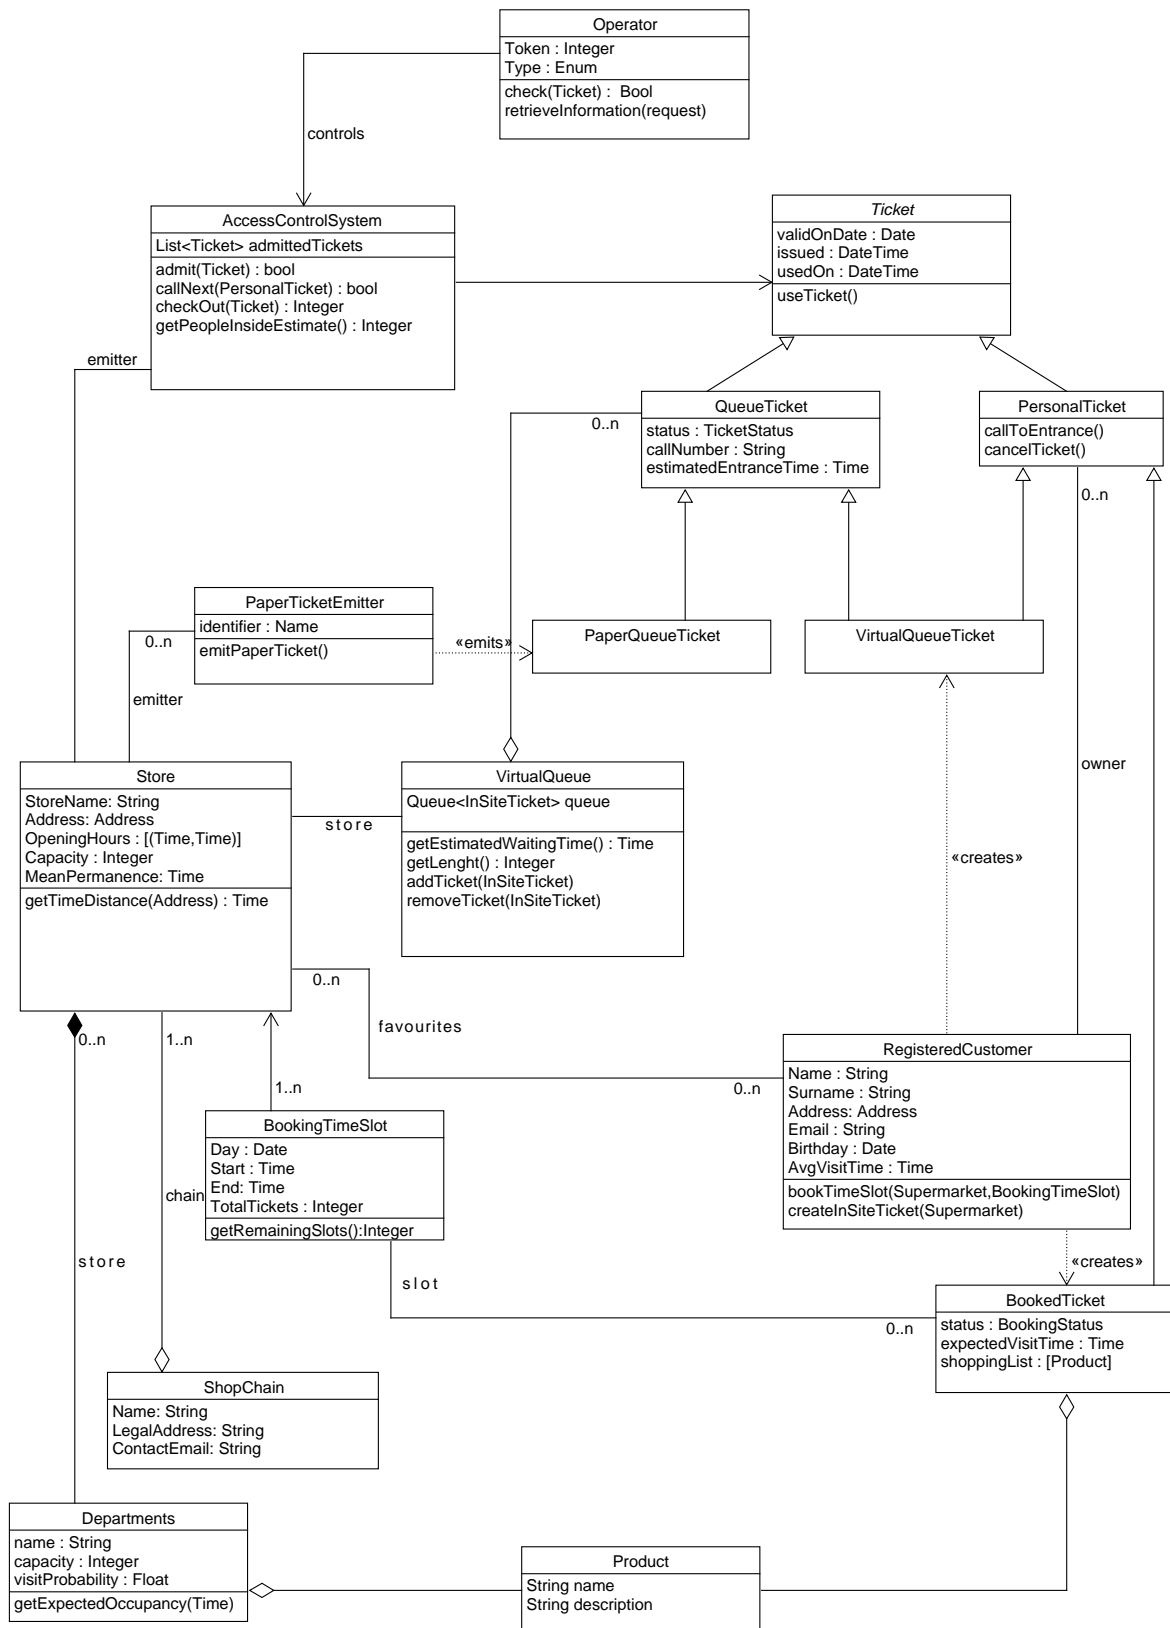 Operator
Token : Integer
Type : Enum
check(Ticket) :  Bool
retrieveInformation(request)
controls
AccessControlSystem
List<Ticket> admittedTickets
admit(Ticket) : bool
callNext(PersonalTicket) : bool
checkOut(Ticket) : Integer
getPeopleInsideEstimate() : Integer
Ticket
validOnDate : Date
issued : DateTime
usedOn : DateTime
useTicket()
emitter
QueueTicket
status : TicketStatus
callNumber : String
estimatedEntranceTime : Time
0..n
PersonalTicket
callToEntrance()
cancelTicket()
0..n
PaperTicketEmitter
identifier : Name
emitPaperTicket()
0..n
emitter
«emits»
PaperQueueTicket
VirtualQueueTicket
Store
StoreName: String
Address: Address
OpeningHours : [(Time,Time)]
Capacity : Integer
MeanPermanence: Time
getTimeDistance(Address) : Time
store
VirtualQueue
Queue<InSiteTicket> queue
getEstimatedWaitingTime() : Time
getLenght() : Integer
addTicket(InSiteTicket)
removeTicket(InSiteTicket)
owner
«creates»
0..n
favourites
0..n
0..n
1..n
1..n
RegisteredCustomer
Name : String
Surname : String
Address: Address
Email : String
Birthday : Date
AvgVisitTime : Time
bookTimeSlot(Supermarket,BookingTimeSlot)
createInSiteTicket(Supermarket)
BookingTimeSlot
Day : Date
Start : Time
End: Time
TotalTickets : Integer
getRemainingSlots():Integer
chain
store
slot
0..n
«creates»
BookedTicket
status : BookingStatus
expectedVisitTime : Time
shoppingList : [Product]
ShopChain
Name: String
LegalAddress: String
ContactEmail: String
Departments
name : String
capacity : Integer
visitProbability : Float
getExpectedOccupancy(Time)
Product
String name
String description